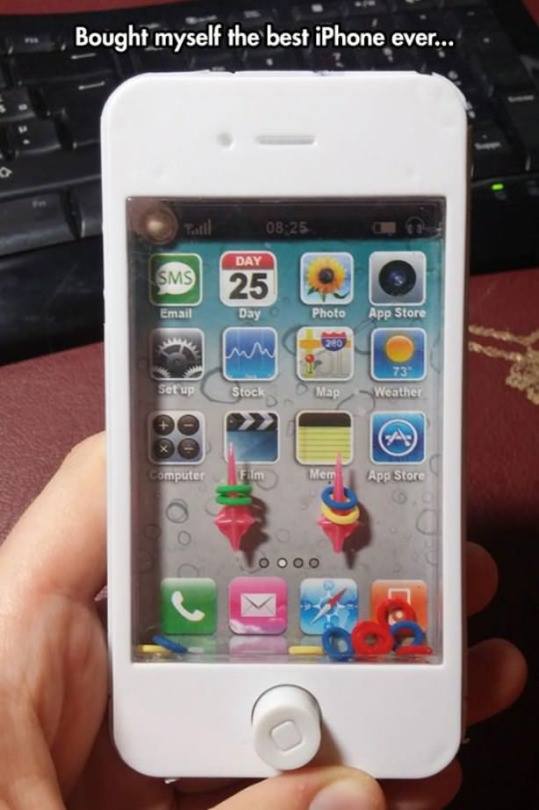 Bought myself the best iPhone ever...
08:25
SMS
DAY
25
Email
Day
Photo
App Store
280
73°
Set up
Stock
Map
Weather
Computer
Film
App Store